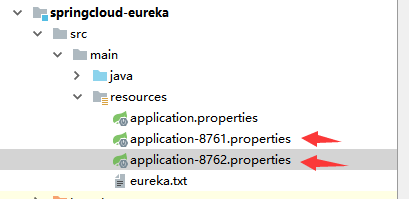 springcloud-eureka
src
main
java
resources
application.properties
application-8761.properties
application-8762.properties
eureka.txt